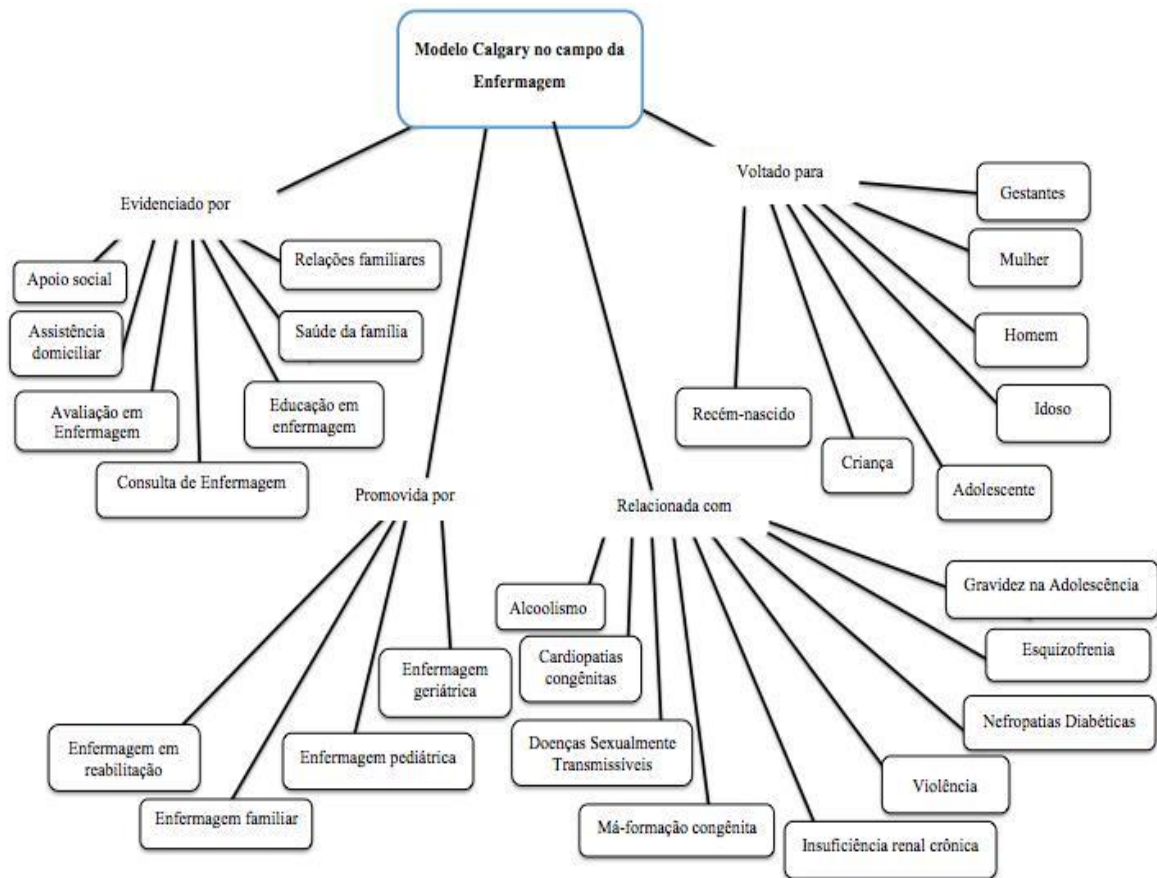 Modelo Calgary no campo da
Enfermagem
Evidenciado por
Apoio social
Assistência
domiciliar
Avaliação em
Enfermagem
Consulta de Enfermagem
Educação em
enfermagem
Saúde da família
Relações familiares
Promovida por
Enfermagem em
reabilitação
Enfermagem familiar
Enfermagem pediátrica
Enfermagem
geriátrica
Relacionada com
Alcoolismo
Cardiopatias
congênitas
Doenças Sexualmente
Transmissíveis
Má-formação congênita
Insuficiência renal crônica
Violência
Nefropatias Diabéticas
Esquizofrenia
Gravidez na Adolescência
Voltado para
Recém-nascido
Criança
Adolescente
Idoso
Homem
Mulher
Gestantes